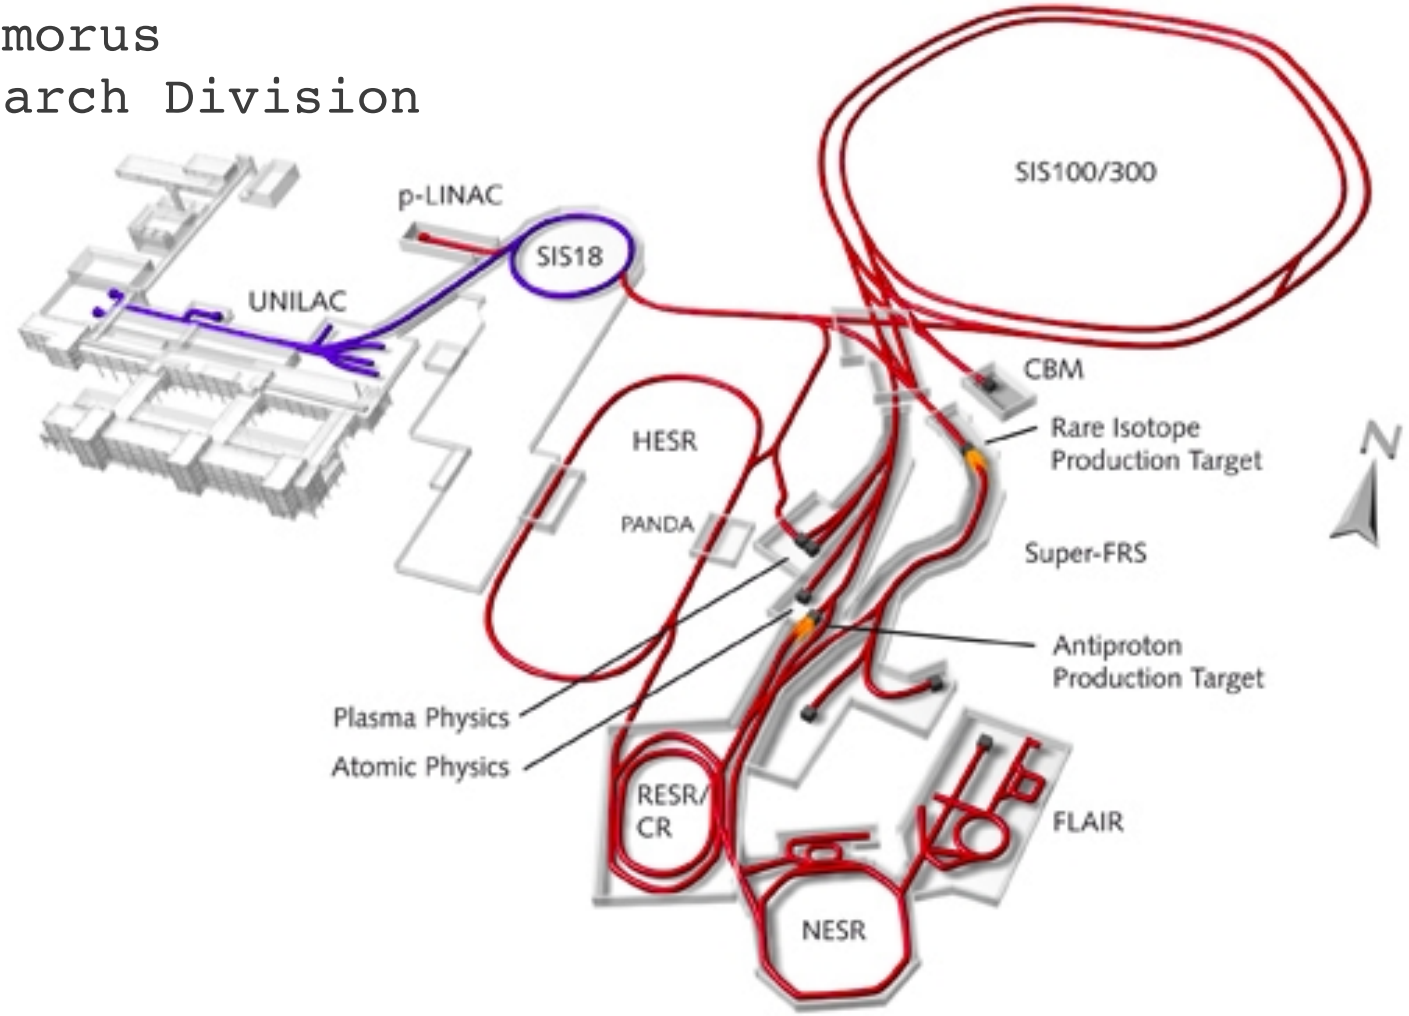 morus
arch Division
p-LINAC
SIS18
SIS100/300
UNILAC
CBM
HESR
Rare Isotope
Production Target
N
PANDA
Super-FRS
Antiproton
Production Target
Plasma Physics
Atomic Physics
RESR/
CR
FLAIR
NESR